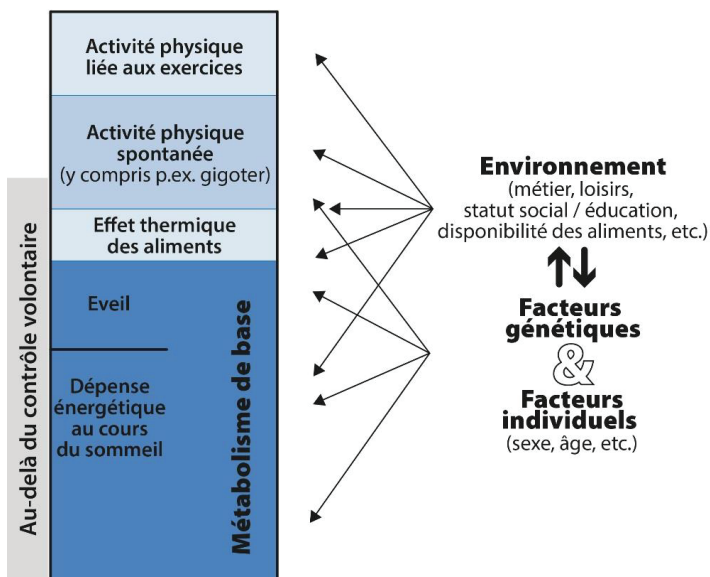 Activité physique
liée aux exercices
Activité physique
spontanée
(y compris p.ex. gigoter)
Effet thermique
des aliments
Eveil
Dépense
énergétique
au cours
du sommeil
Métabolisme de base
Au-delà du contrôle volontaire
Environnement
(métier, loisirs,
statut social / éducation,
disponibilité des aliments, etc.)
Facteurs
génétiques
&
Facteurs
individuels
(sexe, âge, etc.)